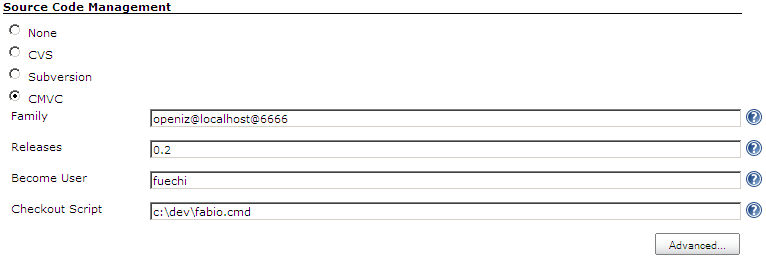 Source Code Management
None
CVS
Subversion
CMVC
Family openiz@localhost@6666 ?
Releases 0.2 ?
Become User fuechi ?
Checkout Script c:\dev\fabio.cmd ?
Advanced...